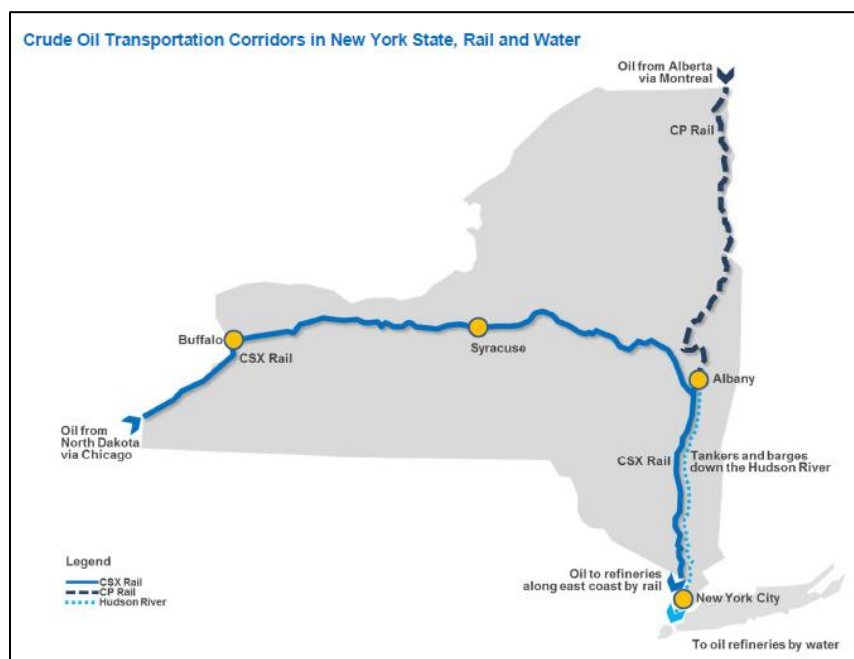 Crude Oil Transportation Corridors in New York State, Rail and Water
Oil from Alberta
via Montreal
CP Rail
Buffalo
CSX Rail
Syracuse
Albany
Oil from
North Dakota
via Chicago
CSX Rail
Tankers and barges
down the Hudson River
Legend
CSX Rail
CP Rail
Hudson River
Oil to refineries
along east coast by rail
New York City
To oil refineries by water